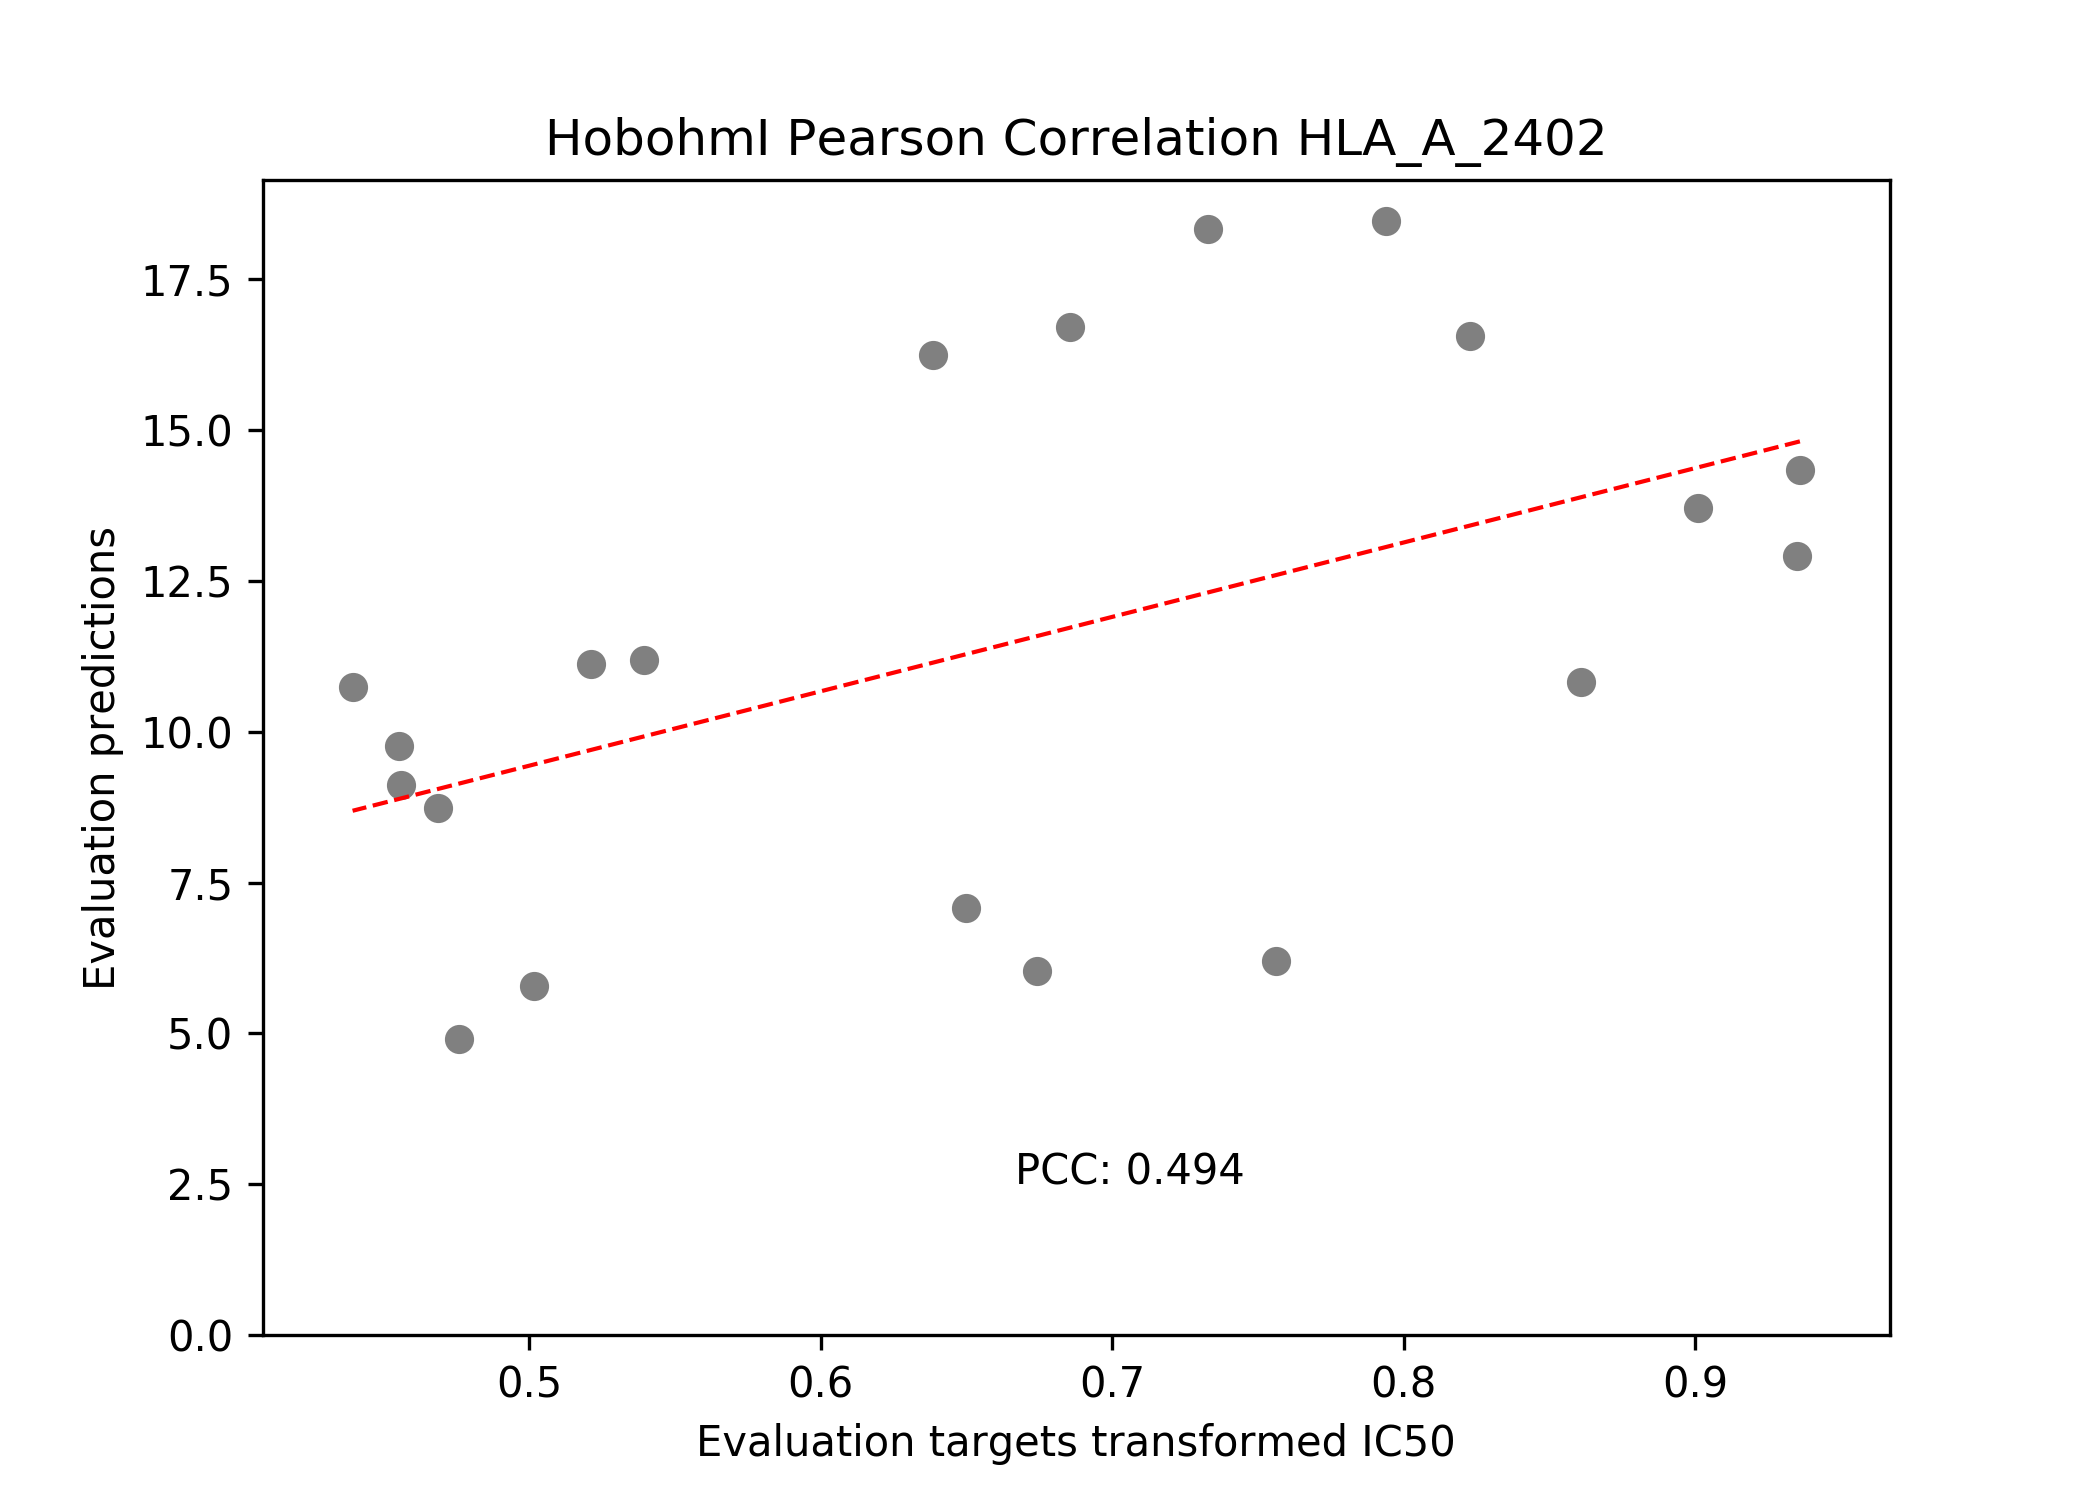 HobohmI Pearson Correlation HLA_A_2402
17.5
15.0
12.5
10.0
7.5
5.0
2.5
0.0
Evaluation predictions
PCC: 0.494
0.5 0.6 0.7 0.8 0.9
Evaluation targets transformed IC50